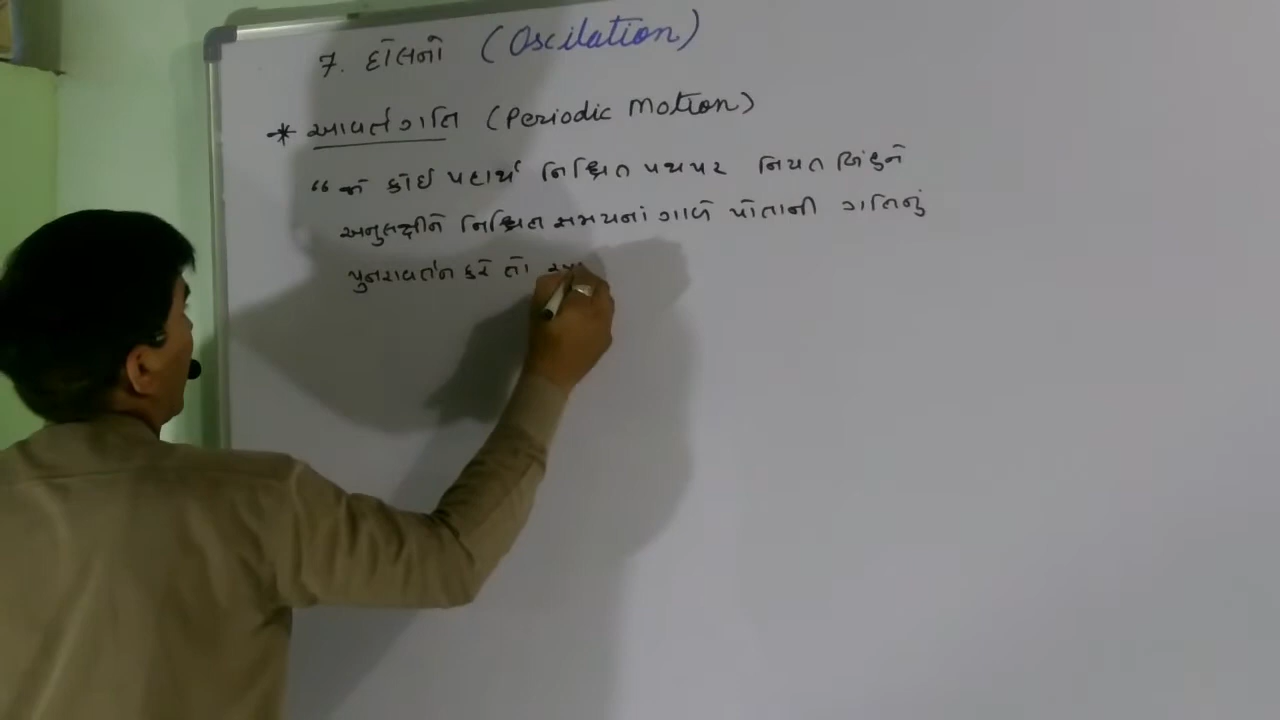 7. દોલનો (Oscilation)
* આવર્તગતિ (Periodic Motion)
“ જો કોઈ પદાર્થ નિશ્ચિત પથપર નિયત બિંદુને
અનુલક્ષીને નિશ્ચિત સમયનાં ગાળે પોતાની ગતિનું
પુનરાવર્તન કરે તો